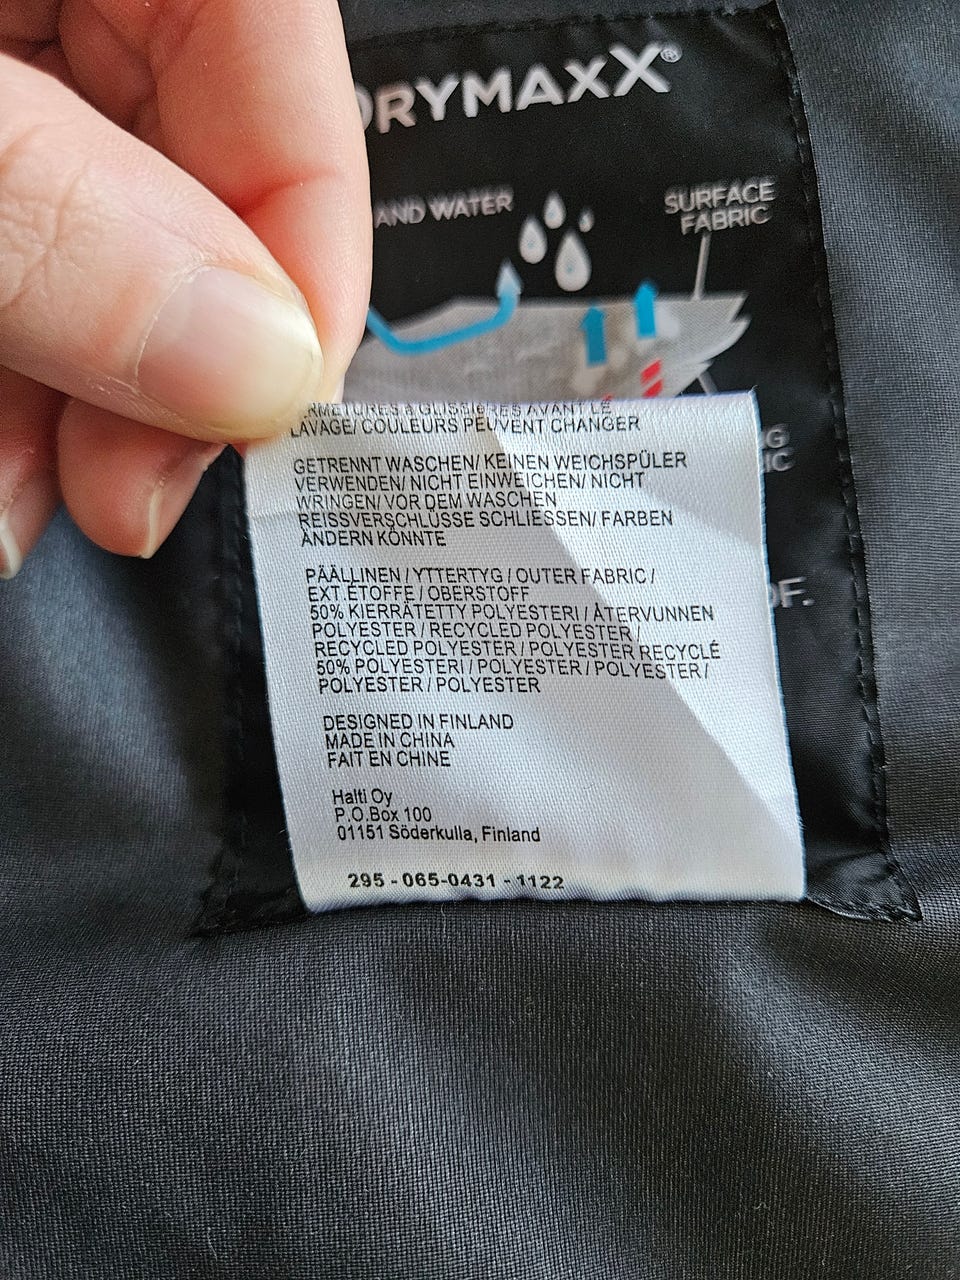 DRYMAXX®
AND WATER
SURFACE
FABRIC
LAVAGE/ COULEURS PEUVENT CHANGER
GETRENNT WASCHEN/ KEINEN WEICHSPÜLER
VERWENDEN/ NICHT EINWEICHEN/ NICHT
WRINGEN/ VOR DEM WASCHEN
REISSVERSCHLÜSSE SCHLIESSEN/ FARBEN
ÄNDERN KÖNNTE
PÄÄLLINEN / YTTERTYG / OUTER FABRIC /
EXT ÉTOFFE / OBERSTOFF
50% KIERRÄTETTY POLYESTERI / ÅTERVUNNEN
POLYESTER / RECYCLED POLYESTER /
RECYCLED POLYESTER / POLYESTER RECYCLÉ
50% POLYESTERI / POLYESTER / POLYESTER /
POLYESTER / POLYESTER
DESIGNED IN FINLAND
MADE IN CHINA
FAIT EN CHINE
Halti Oy
P.O.Box 100
01151 Söderkulla, Finland
295 - 065-0431 - 1122